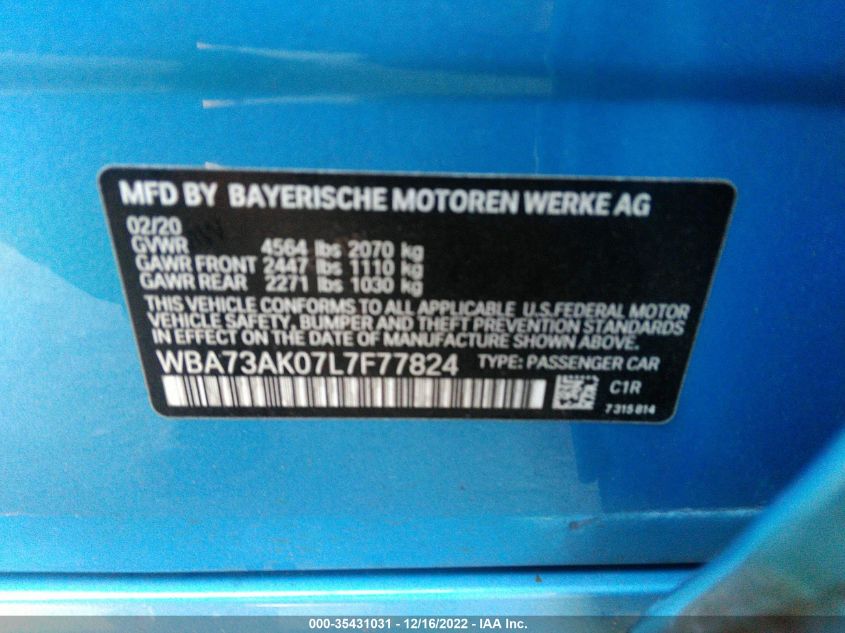 MFD BY BAYERISCHE MOTOREN WERKE AG
02/20
GVWR 4564 lbs 2070 kg
GAWR FRONT 2447 lbs 1110 kg
GAWR REAR 2271 lbs 1030 kg
THIS VEHICLE CONFORMS TO ALL APPLICABLE U.S.FEDERAL MOTOR
VEHICLE SAFETY, BUMPER AND THEFT PREVENTION STANDARDS
IN EFFECT ON THE DATE OF MANUFACTURE SHOWN ABOVE.
WBA73AK07L7F77824 TYPE: PASSENGER CAR
C1R
7315814
000-35431031 - 12/16/2022 - IAA Inc.